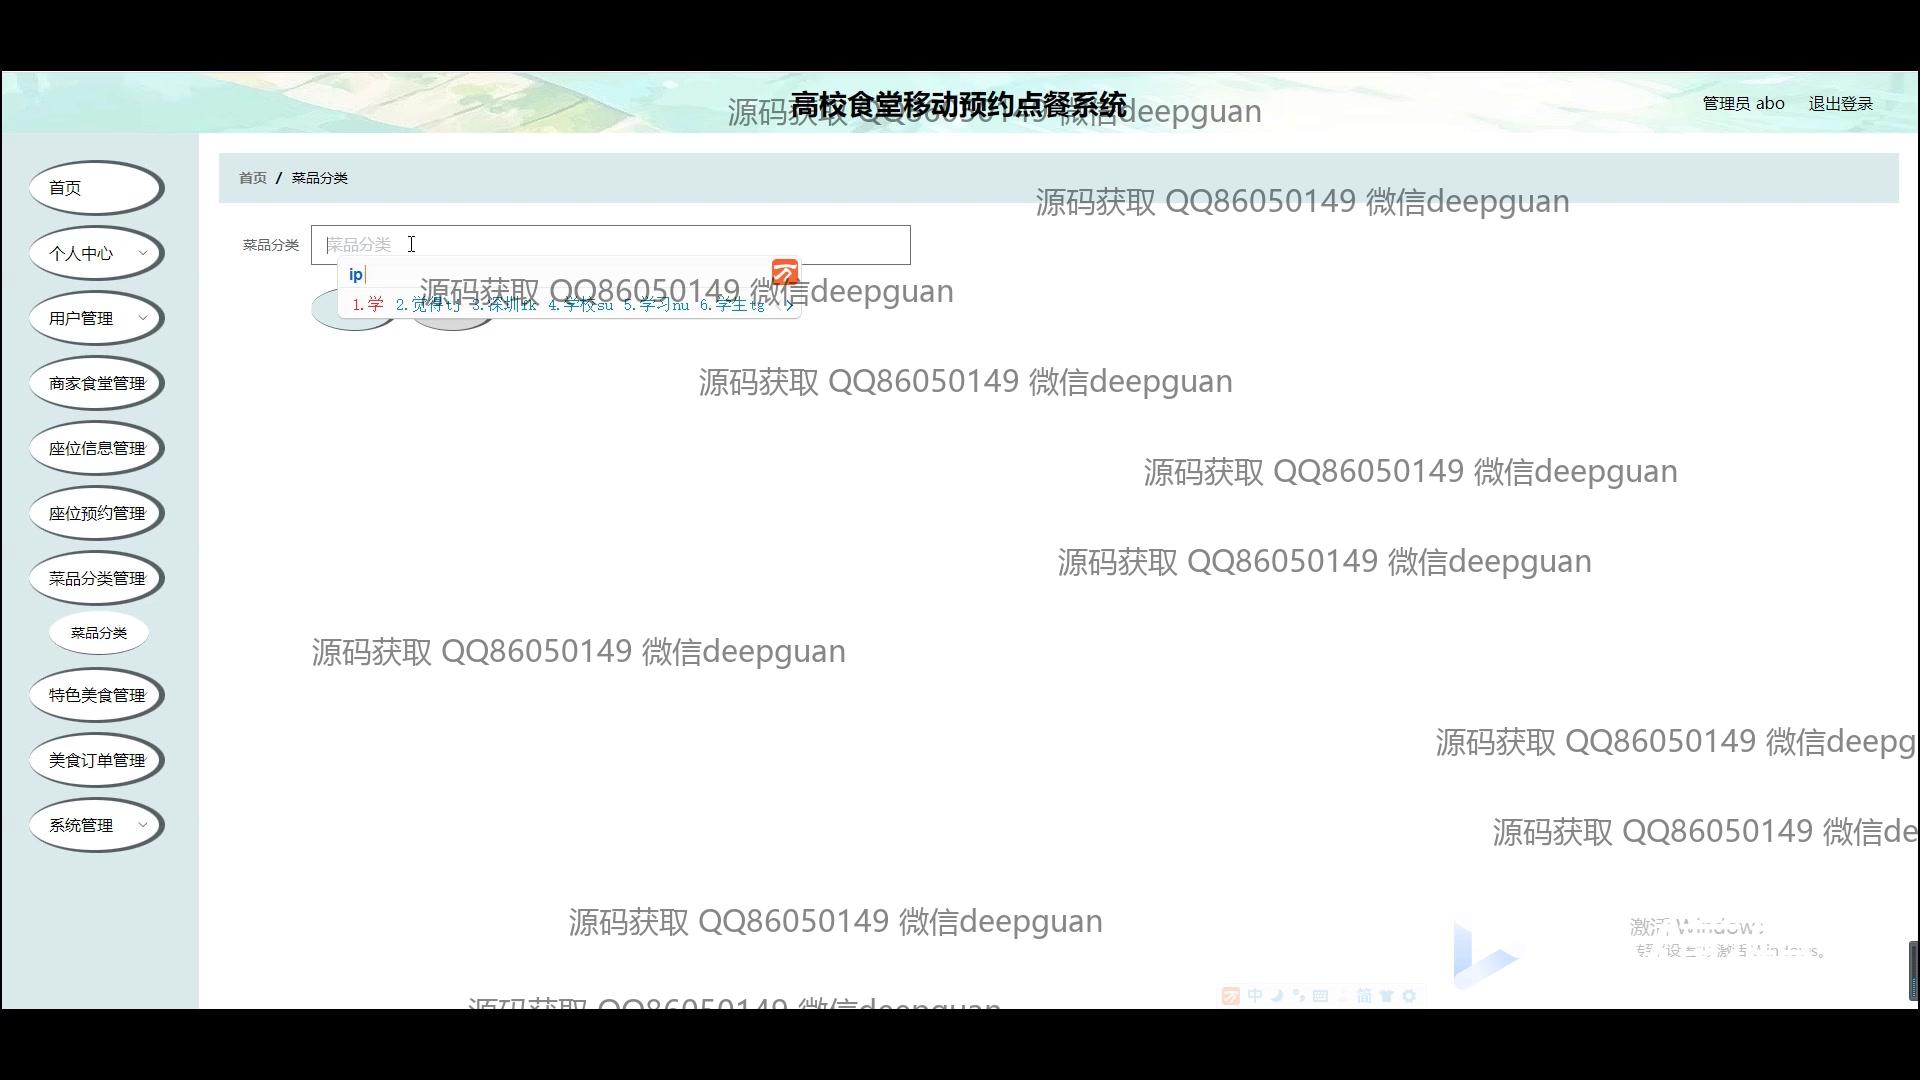 高校食堂移动预约点餐系统
源码获取 QQ86050149 微信deepguan
管理员 abo
退出登录
首页 / 菜品分类
源码获取 QQ86050149 微信deepguan
首页
个人中心
用户管理
商家食堂管理
座位信息管理
座位预约管理
菜品分类管理
菜品分类
特色美食管理
美食订单管理
系统管理
菜品分类
菜品分类
ip
源码获取 QQ86050149 微信deepguan
1.学 2.觉得tj 3.深圳fk 4.学校su 5.学习nu 6.学生tg
源码获取 QQ86050149 微信deepguan
源码获取 QQ86050149 微信deepguan
源码获取 QQ86050149 微信deepguan
源码获取 QQ86050149 微信deepguan
源码获取 QQ86050149 微信deepg
源码获取 QQ86050149 微信de
源码获取 QQ86050149 微信deepguan
激活 Windows
源码获取 QQ86050149 微信deepguan
中 简